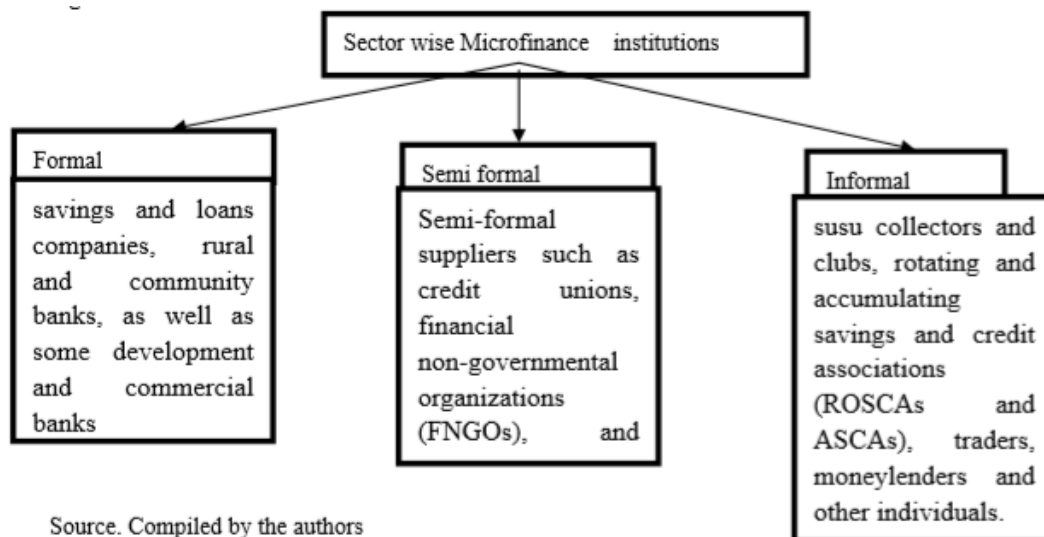 Sector wise Microfinance institutions
Formal
savings and loans
companies, rural
and community
banks, as well as
some development
and commercial
banks
Semi formal
Semi-formal
suppliers such as
credit unions,
financial
non-governmental
organizations
(FNGOs), and
Informal
susu collectors and
clubs, rotating and
accumulating
savings and credit
associations
(ROSCAs and
ASCAs), traders,
moneylenders and
other individuals.
Source. Compiled by the authors